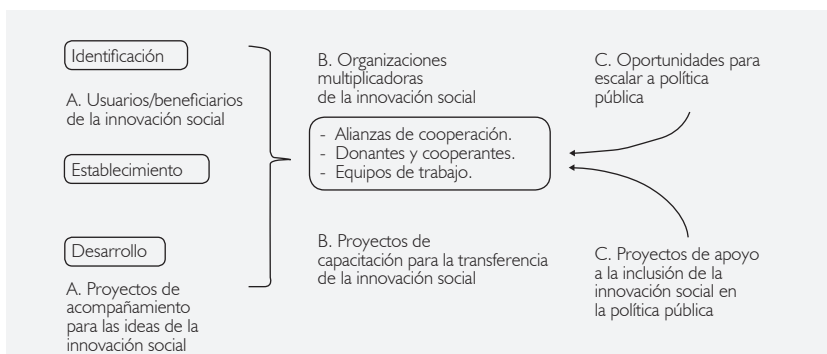 Identificación
A. Usuarios/beneficiarios
de la innovación social
Establecimiento
Desarrollo
A. Proyectos de
acompañamiento
para las ideas de la
innovación social
B. Organizaciones
multiplicadoras
de la innovación social
- Alianzas de cooperación.
- Donantes y cooperantes.
- Equipos de trabajo.
B. Proyectos de
capacitación para la transferencia
de la innovación social
C. Oportunidades para
escalar a política
pública
C. Proyectos de apoyo
a la inclusión de la
innovación social en
la política pública